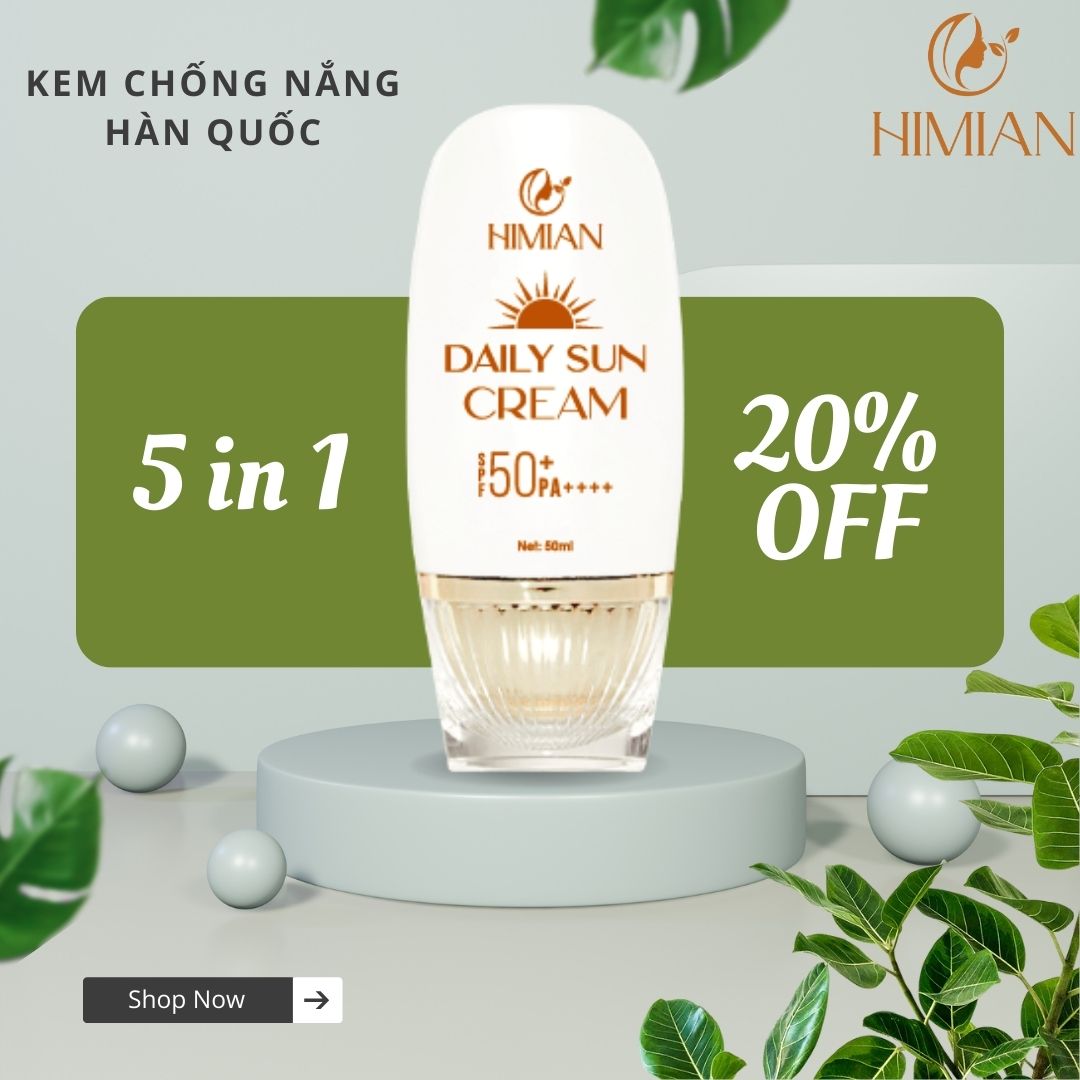 KEM CHỐNG NẮNG
HÀN QUỐC
HIMIAN
HIMIAN
DAILY SUN
CREAM
SPF 50+ PA++++
Net: 50ml
5 in 1
20%
OFF
Shop Now